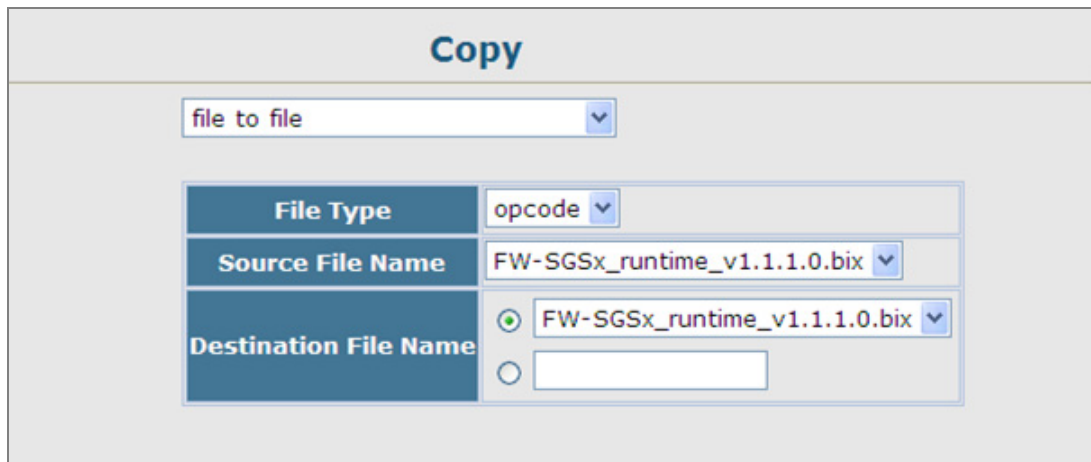 Copy
file to file
File Type
opcode
Source File Name
FW-SGSx_runtime_v1.1.1.0.bix
Destination File Name
FW-SGSx_runtime_v1.1.1.0.bix